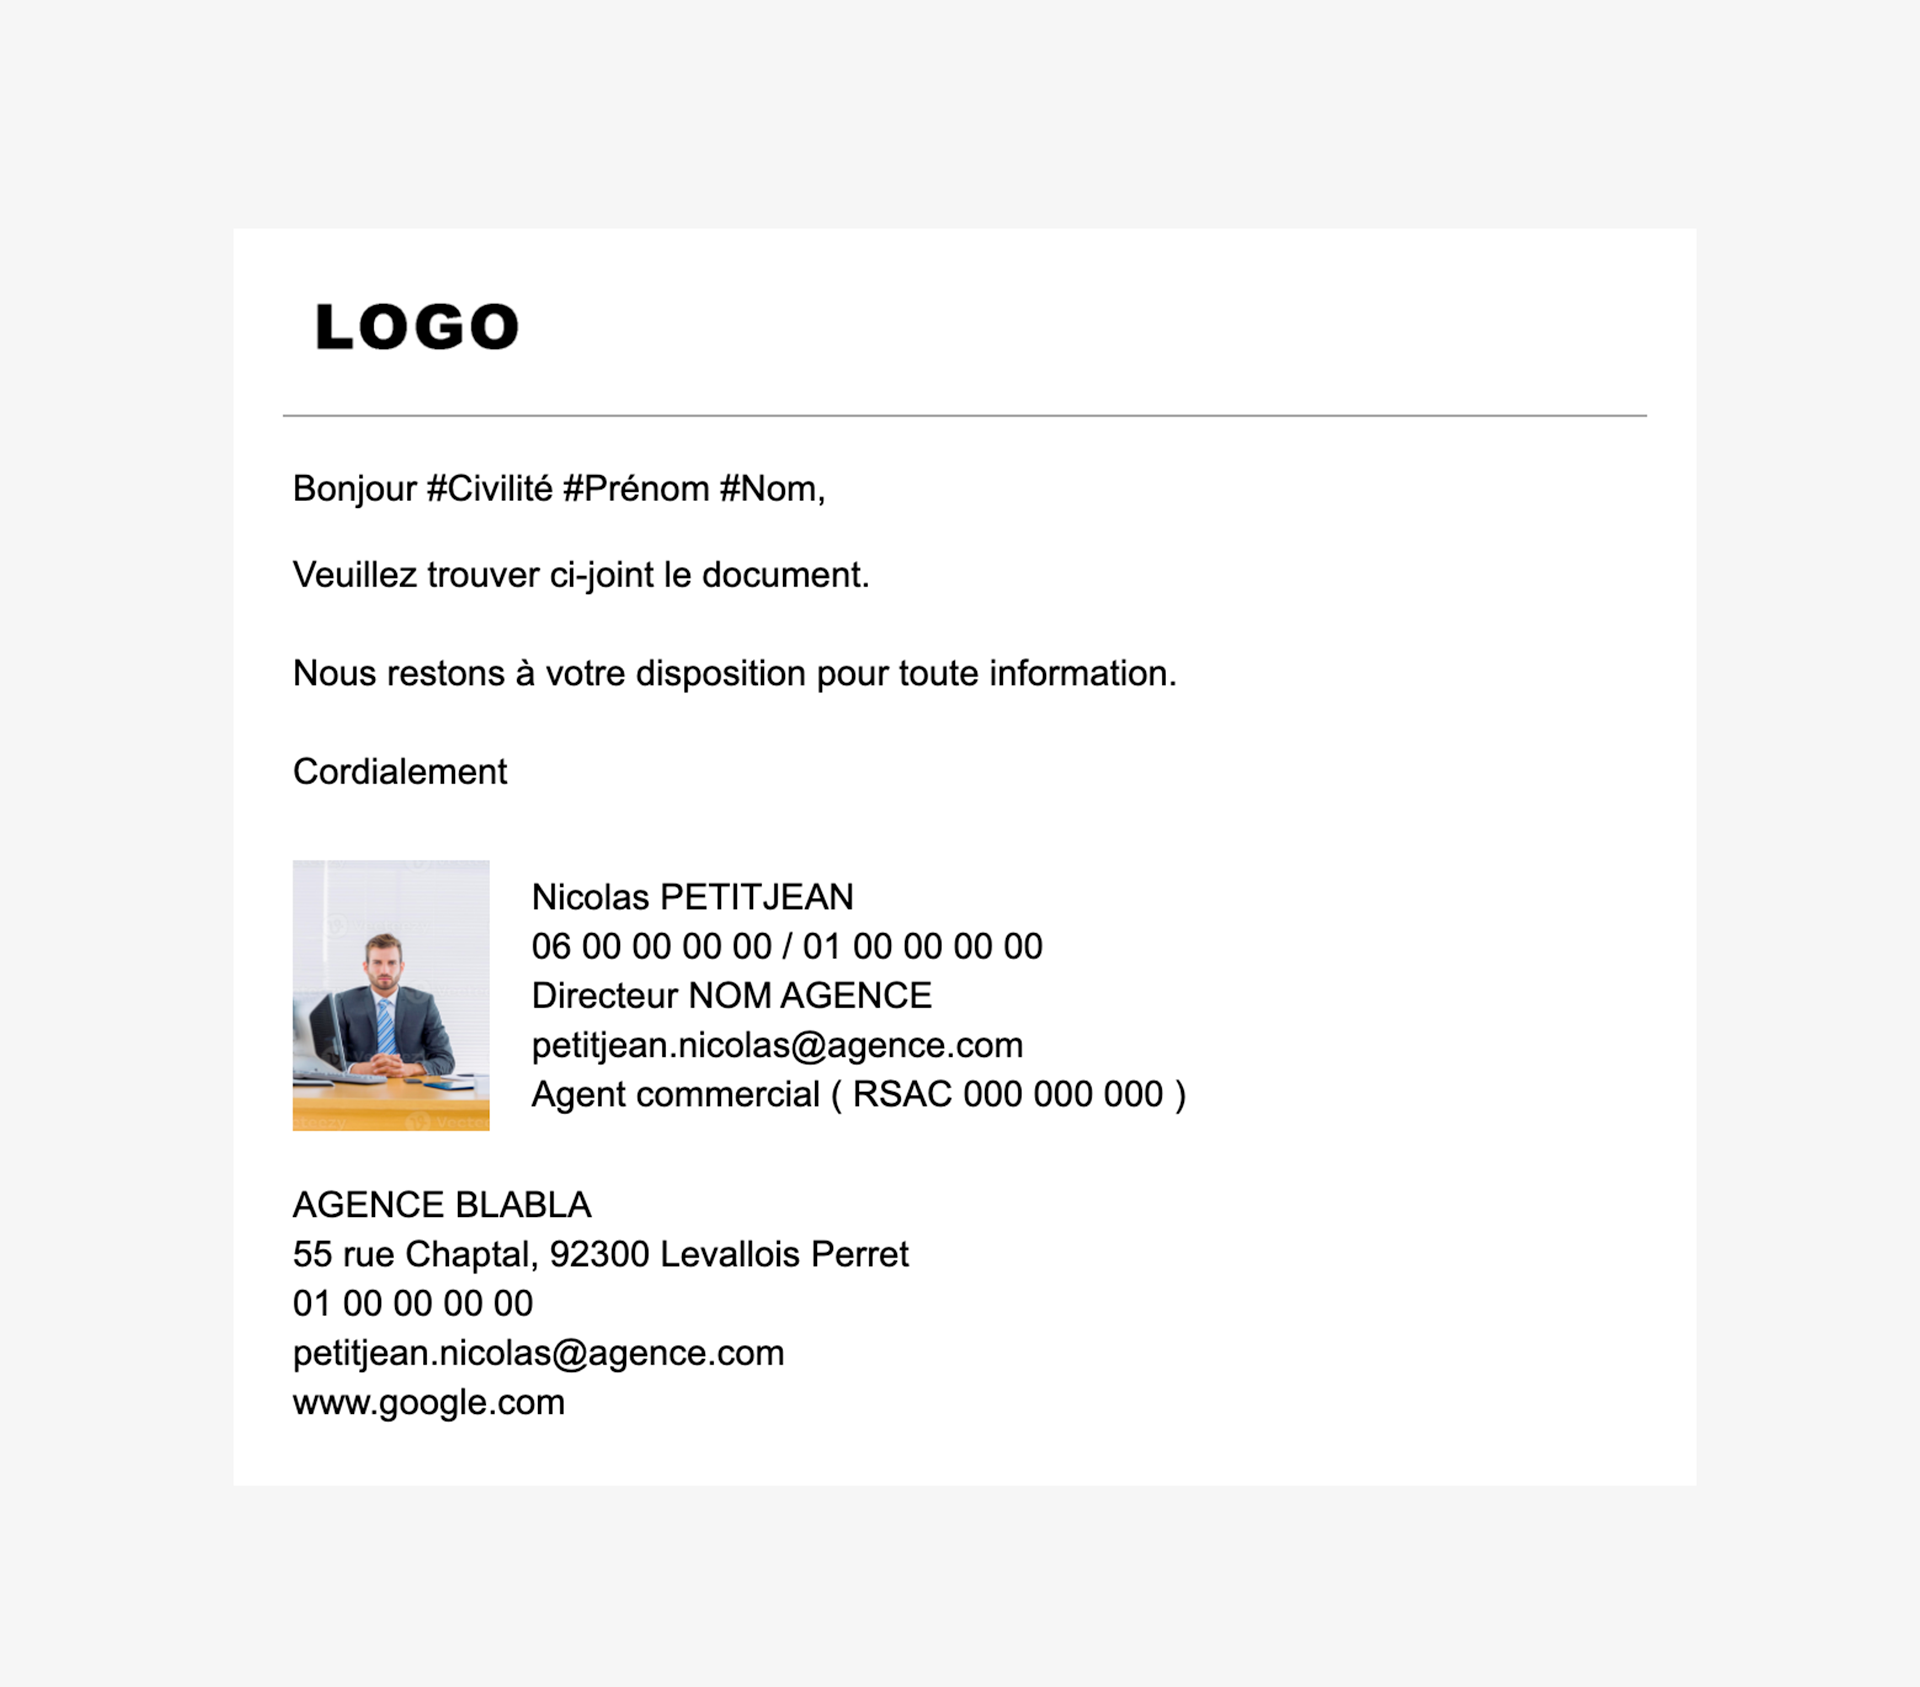 LOGO
Bonjour #Civilité #Prénom #Nom,
Veuillez trouver ci-joint le document.
Nous restons à votre disposition pour toute information.
Cordialement
Nicolas PETITJEAN
06 00 00 00 00 / 01 00 00 00 00
Directeur NOM AGENCE
petitjean.nicolas@agence.com
Agent commercial ( RSAC 000 000 000 )
AGENCE BLABLA
55 rue Chaptal, 92300 Levallois Perret
01 00 00 00 00
petitjean.nicolas@agence.com
www.google.com